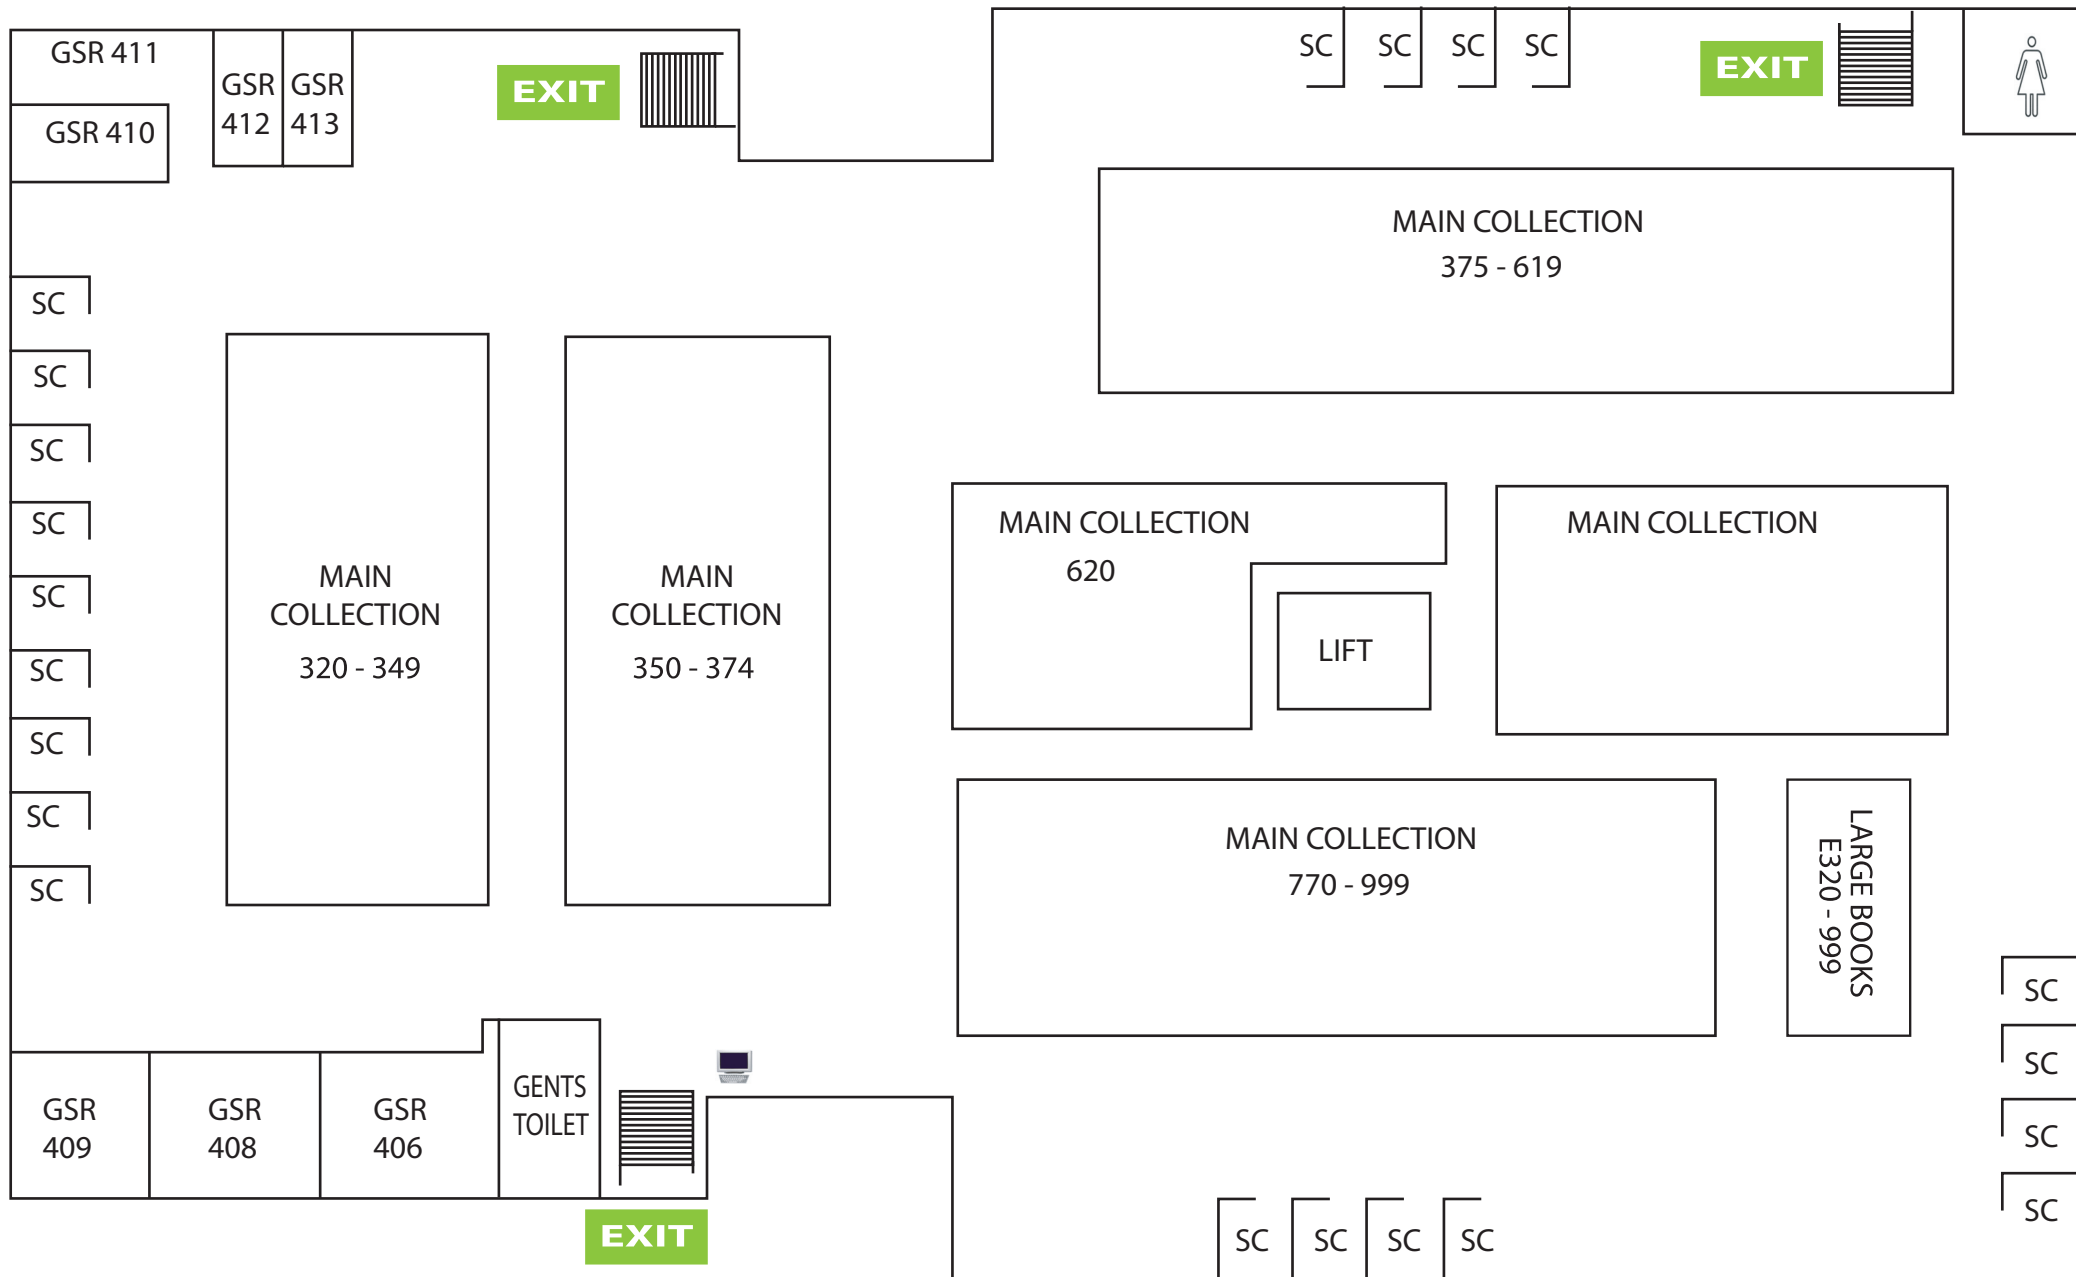 GSR 411
GSR
412
GSR
413
EXIT
SC
SC
SC
SC
EXIT
GSR 410
MAIN COLLECTION
375 - 619
SC
SC
SC
SC
SC
SC
SC
SC
SC
MAIN
COLLECTION
320 - 349
MAIN
COLLECTION
350 - 374
MAIN COLLECTION
620
LIFT
MAIN COLLECTION
MAIN COLLECTION
770 - 999
LARGE BOOKS
E320 - 999
SC
SC
SC
SC
GSR
409
GSR
408
GSR
406
GENTS
TOILET
EXIT
SC
SC
SC
SC